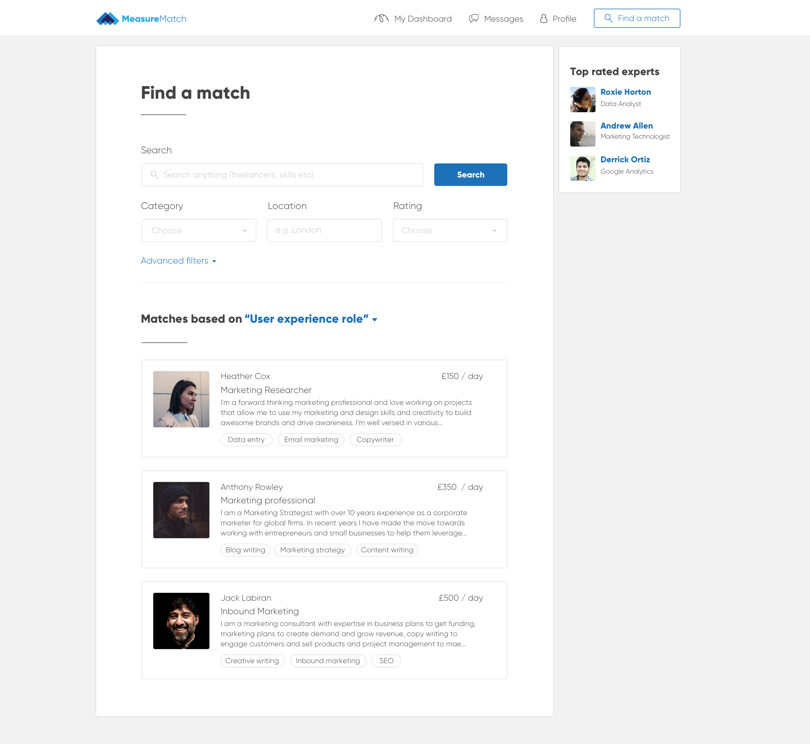 MeasureMatch
My Dashboard
Messages
Profile
Find a match
Find a match
Search
Search anything (freelancers, skills etc)
Search
Category
Location
Rating
Choose
e.g, London
Choose
Advanced filters
Matches based on “User experience role”
Heather Cox
£150 / day
Marketing Researcher
I'm a forward thinking marketing professional and love working on projects
that allow me to use my marketing and design skills and creativity to build
awesome brands and drive awareness. I'm well versed in various...
Data entry
Email marketing
Copywriter
Anthony Rowley
£350 / day
Marketing professional
I am a Marketing Strategist with over 10 years experience as a corporate
marketer for global firms. In recent years I have made the move towards
working with entrepreneurs and small businesses to help them leverage...
Blog writing
Marketing strategy
Content writing
Jack Labiran
£500 / day
Inbound Marketing
I am a marketing consultant with expertise in business plans to get funding,
marketing plans to create demand and grow revenue, copy writing to
engage customers and sell products and project management to mae...
Creative writing
Inbound marketing
SEO
Top rated experts
Roxie Horton
Data Analyst
Andrew Allen
Marketing Technologist
Derrick Ortiz
Google Analytics